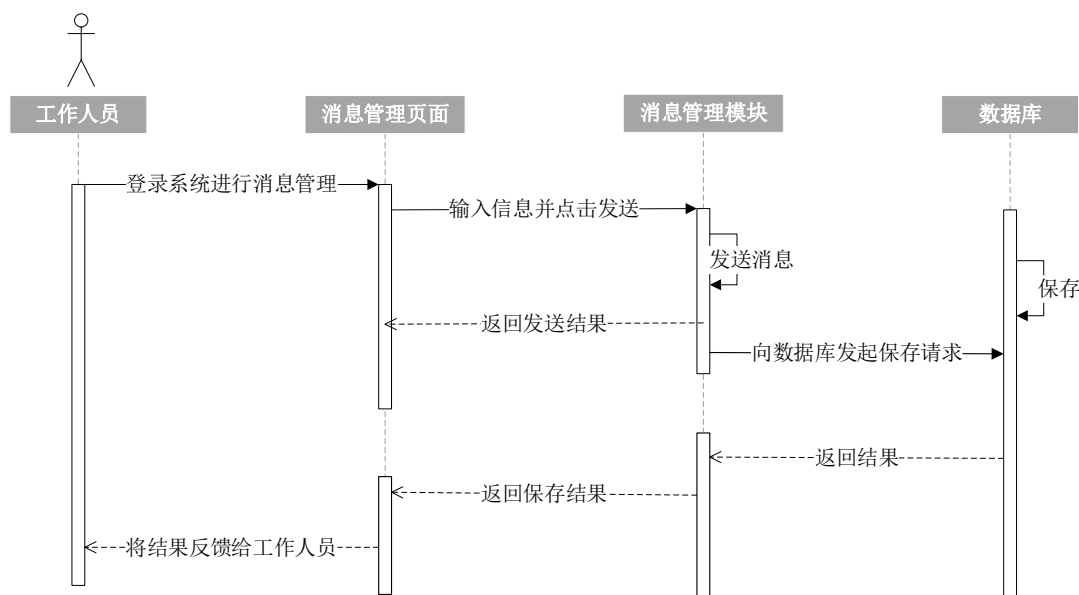 工作人员
消息管理页面
消息管理模块
数据库
登录系统进行消息管理
输入信息并点击发送
发送消息
保存
返回发送结果
向数据库发起保存请求
返回结果
返回保存结果
将结果反馈给工作人员